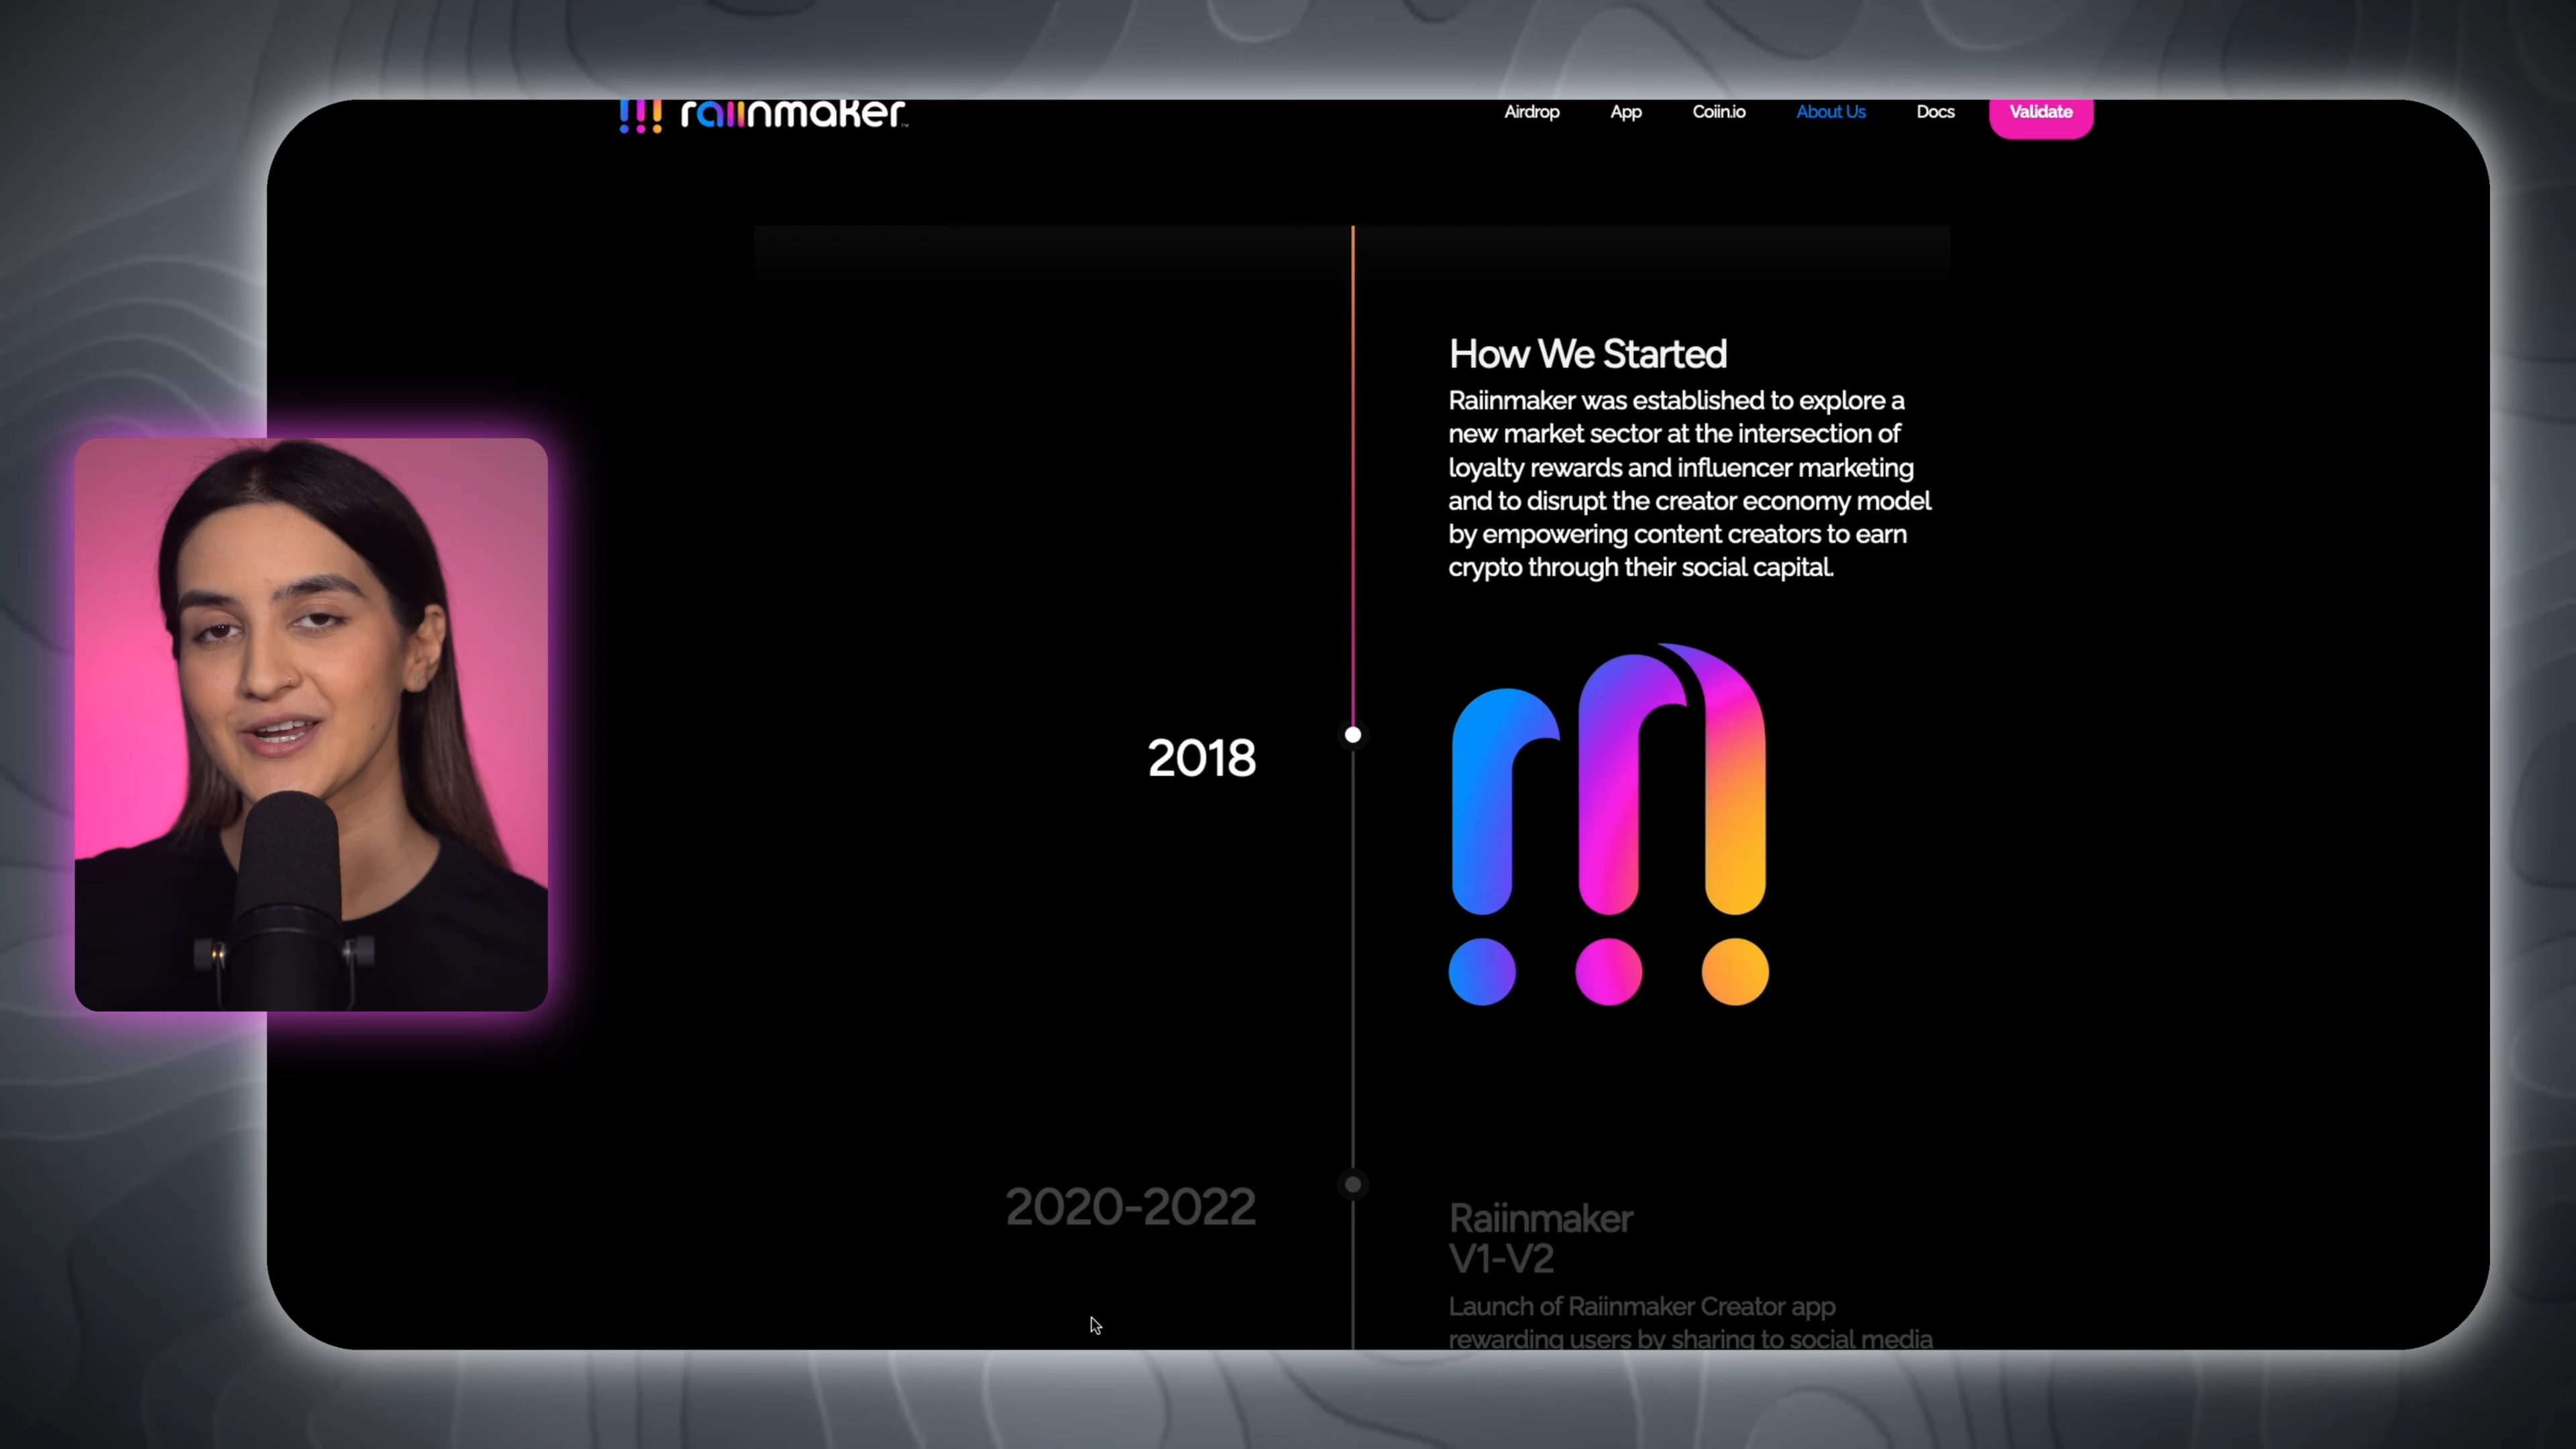 raiinmaker
Airdrop
App
Coiin.io
About Us
Docs
Validate
How We Started
Raiinmaker was established to explore a
new market sector at the intersection of
loyalty rewards and influencer marketing
and to disrupt the creator economy model
by empowering content creators to earn
crypto through their social capital.
2018
2020-2022
Raiinmaker
V1-V2
Launch of Raiinmaker Creator app
rewarding users by sharing to social media